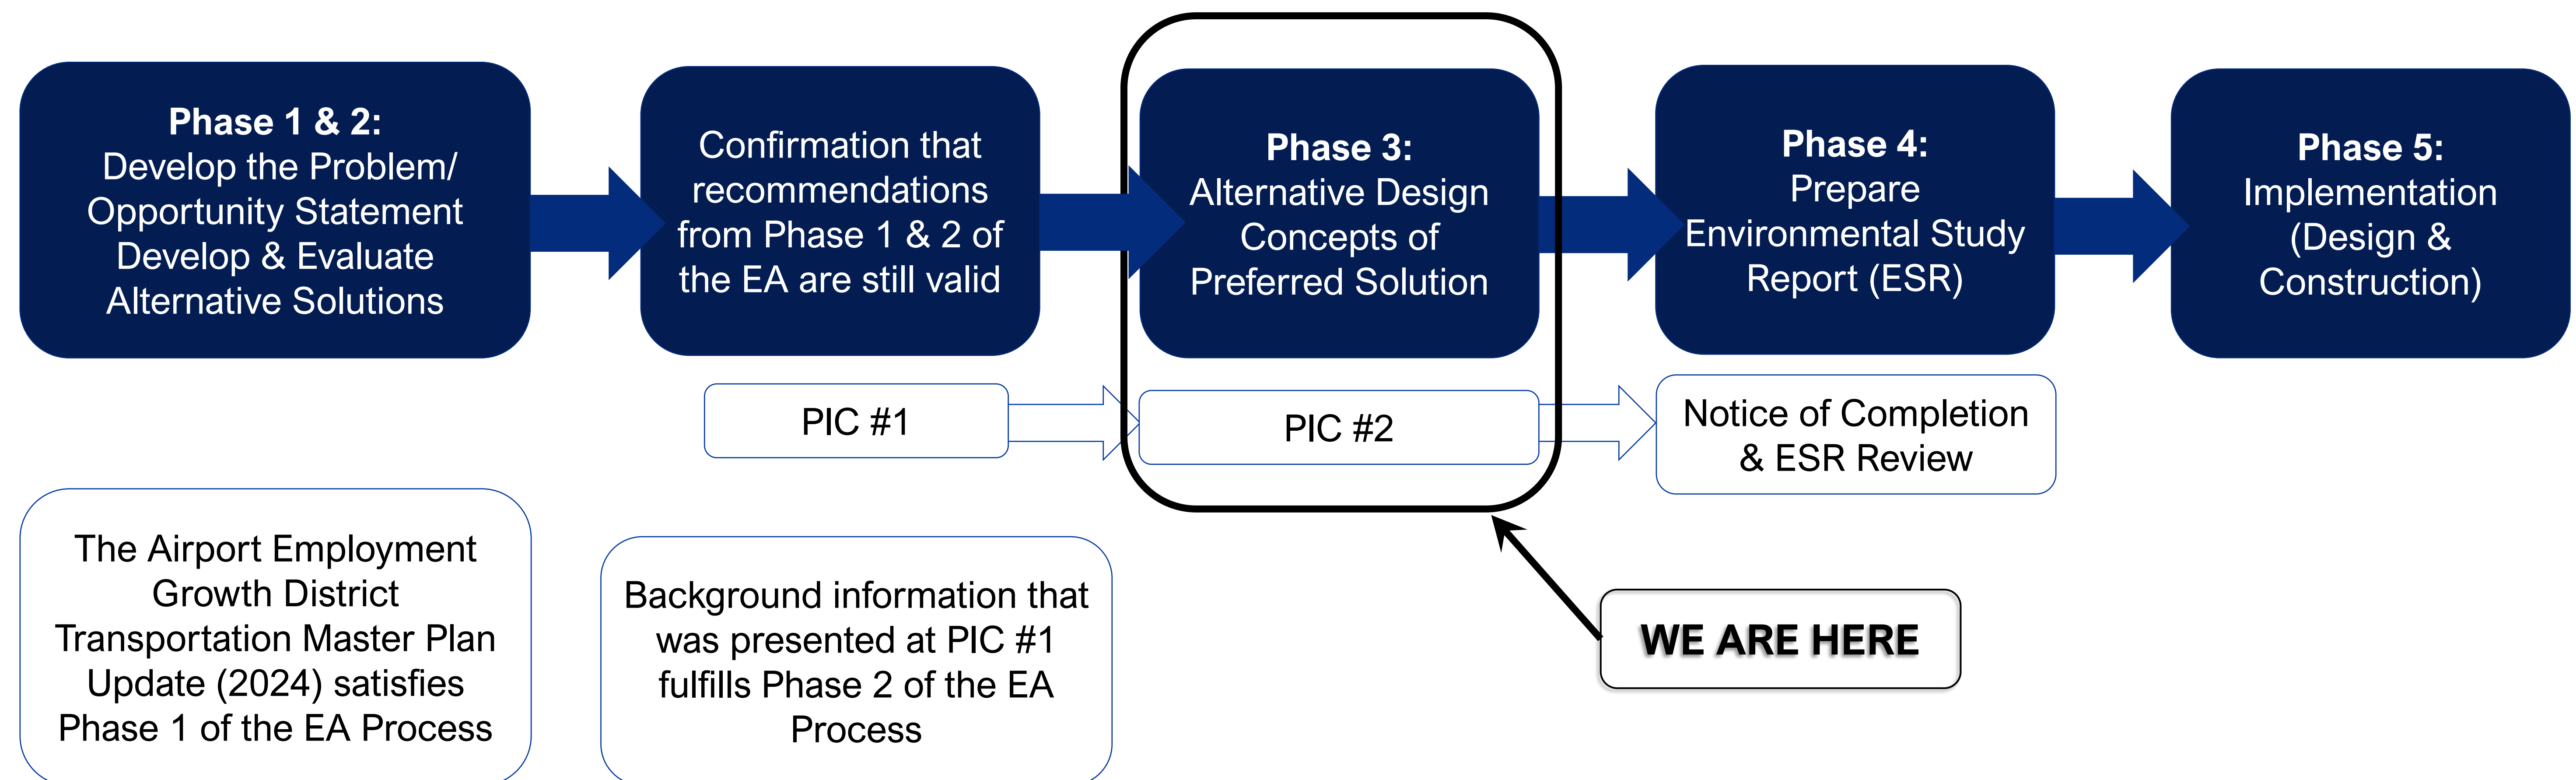 Phase 1 & 2:
Develop the Problem/
Opportunity Statement
Develop & Evaluate
Alternative Solutions
Confirmation that
recommendations
from Phase 1 & 2 of
the EA are still valid
Phase 3:
Alternative Design
Concepts of
Preferred Solution
Phase 4:
Prepare
Environmental Study
Report (ESR)
Phase 5:
Implementation
(Design &
Construction)
PIC #1
PIC #2
Notice of Completion
& ESR Review
The Airport Employment
Growth District
Transportation Master Plan
Update (2024) satisfies
Phase 1 of the EA Process
Background information that
was presented at PIC #1
fulfills Phase 2 of the EA
Process
WE ARE HERE